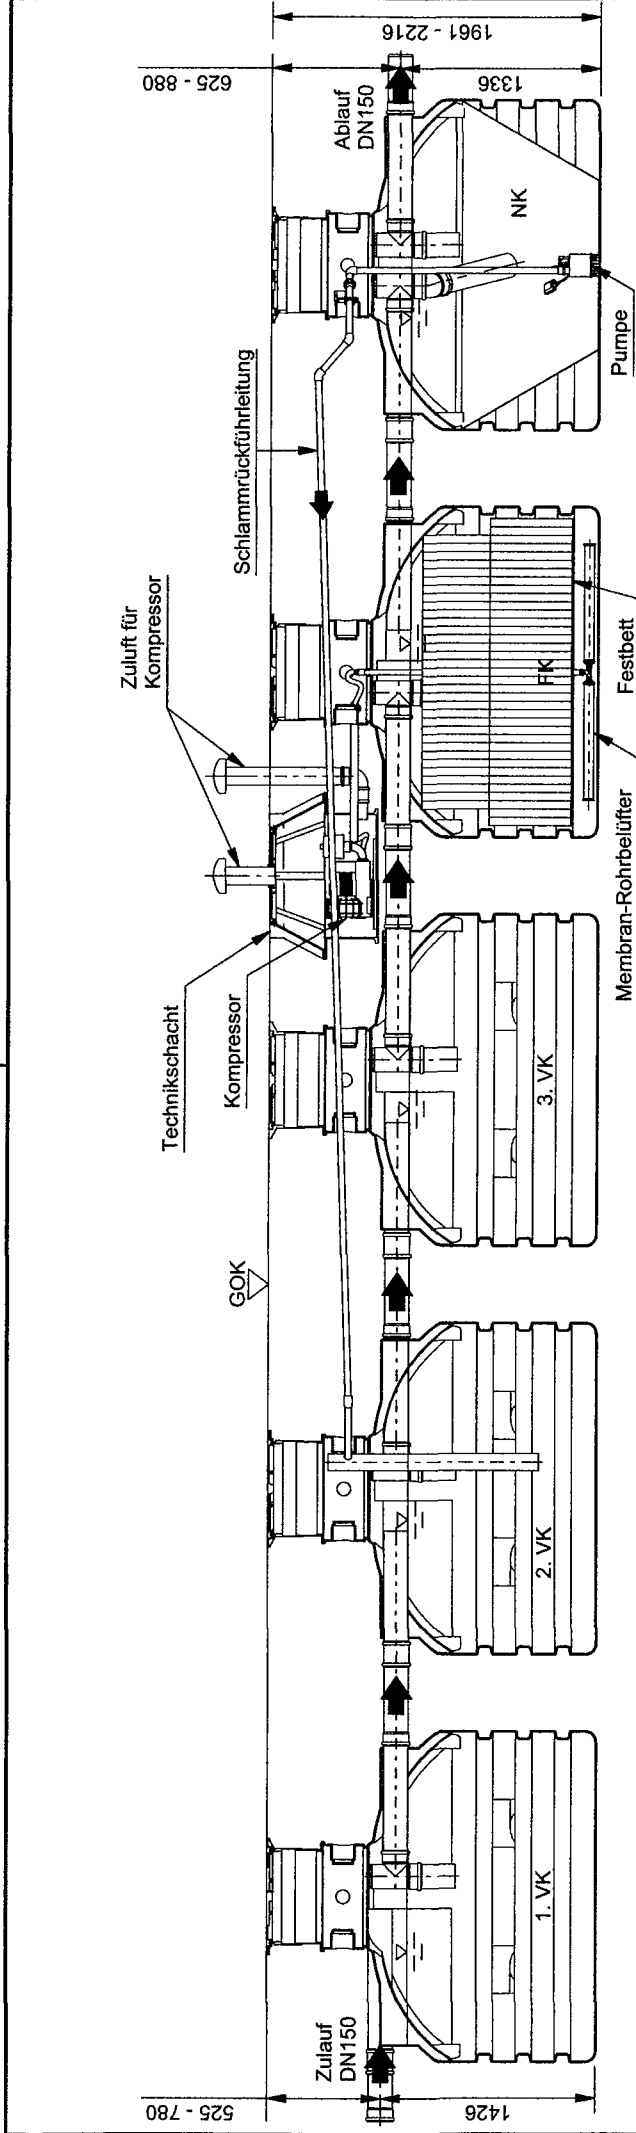 525 - 780
1426
Zulauf
DN150
1. VK
2. VK
GOK
3. VK
Technikschacht
Kompressor
Zuluft für
Kompressor
Membran-Rohrbelüfter
FK
Festbett
Schlammrückführleitung
NK
Pumpe
Ablauf
DN150
625 - 880
1336
1961 - 2216